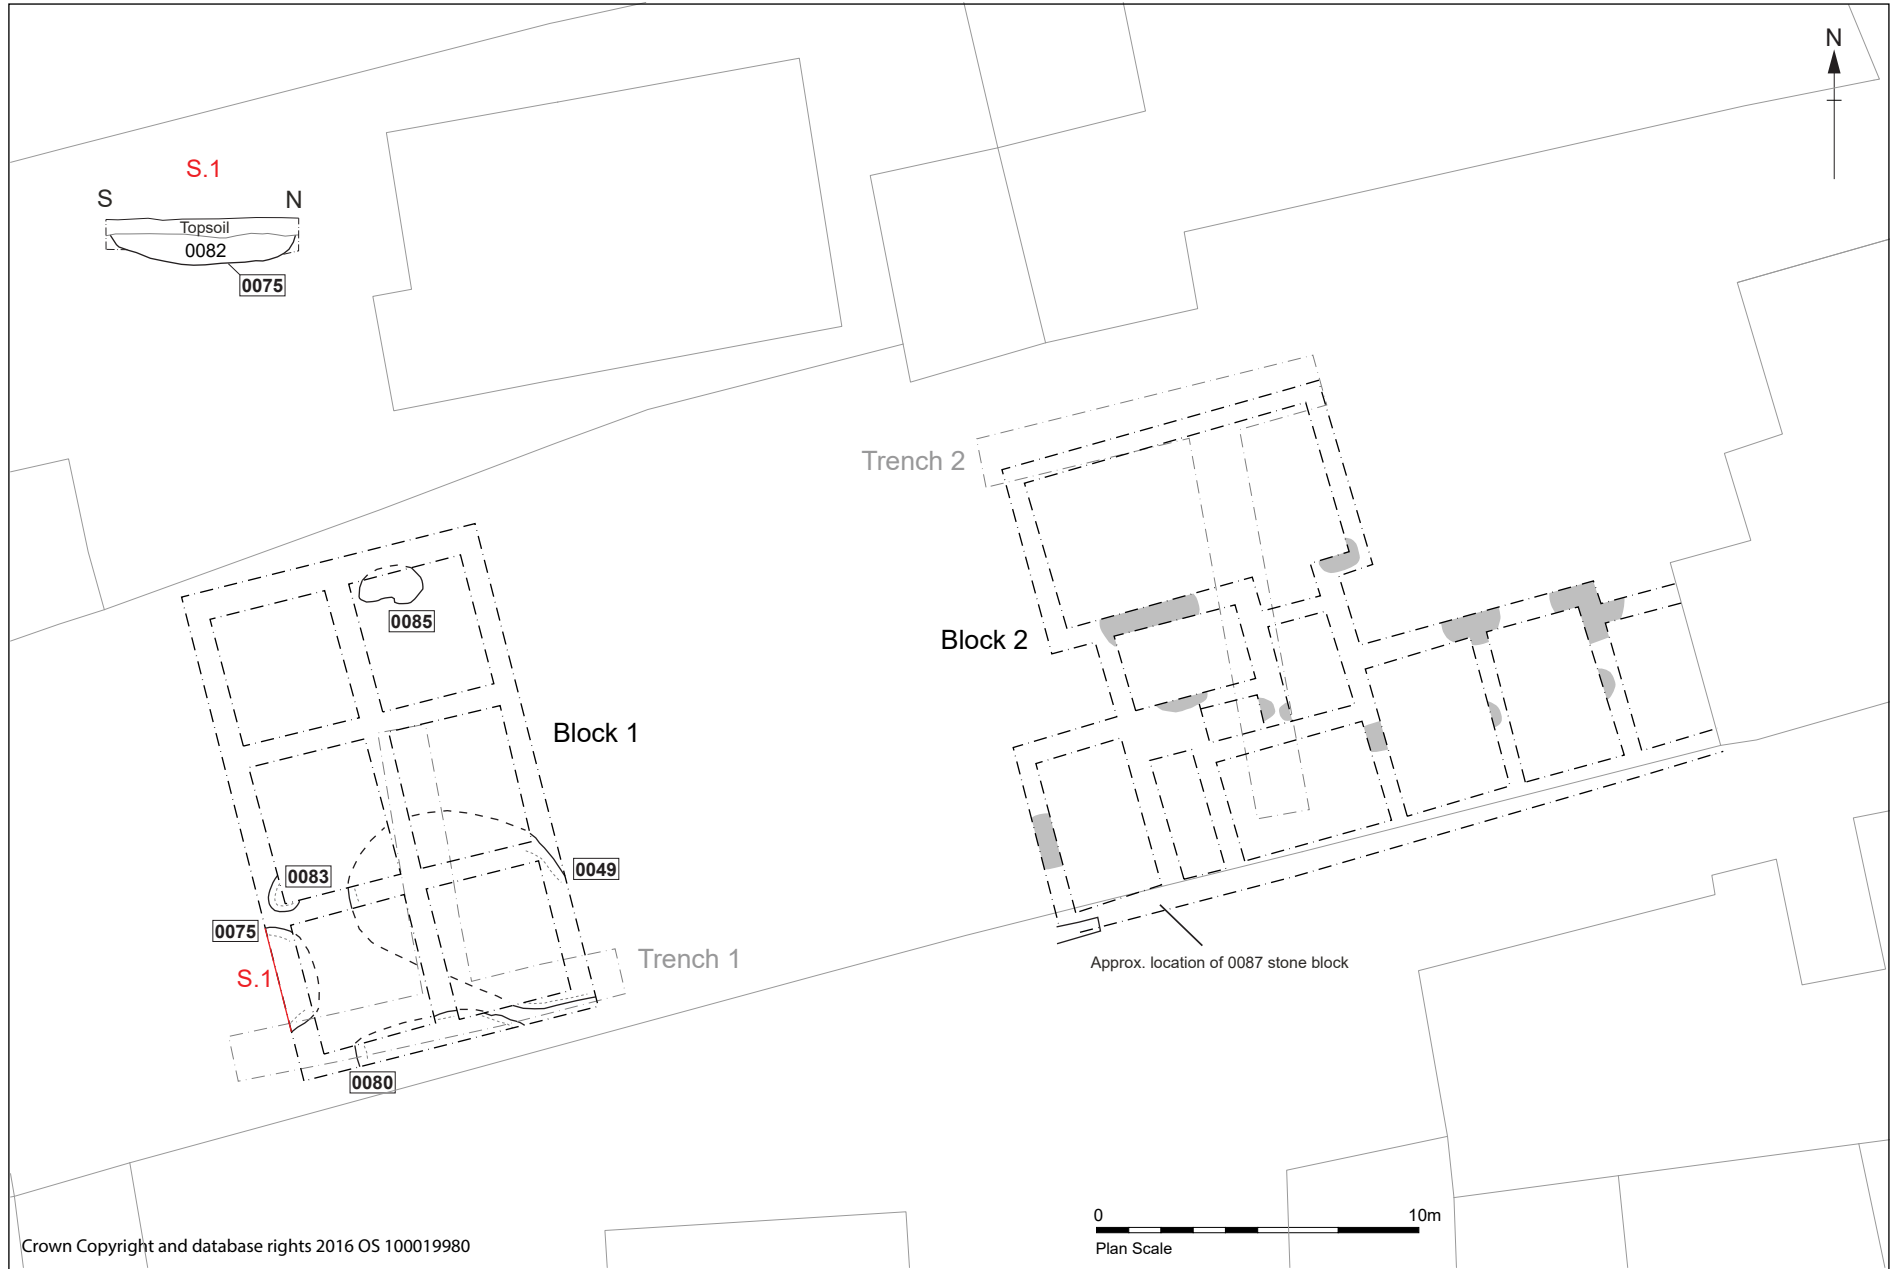 N
S.1
S N
Topsoil
0082
0075
Trench 2
0085
Block 2
Block 1
0083
0049
0075
S.1
Trench 1
Approx. location of 0087 stone block
0080
0 10m
Plan Scale
Crown Copyright and database rights 2016 OS 100019980